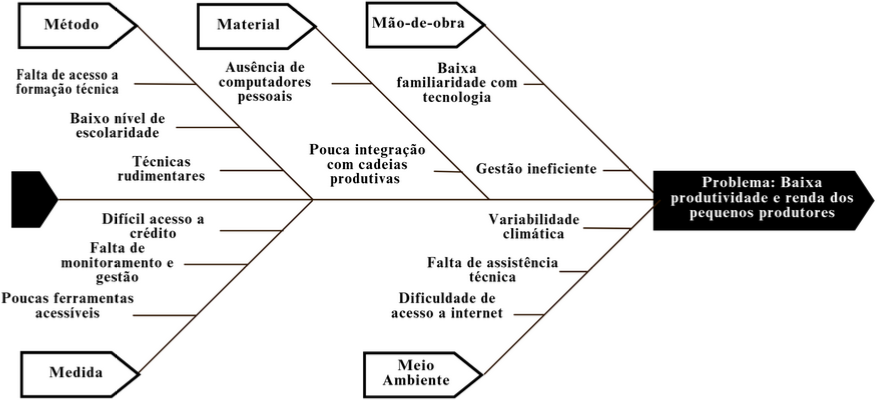 Método
Material
Mão-de-obra
Falta de acesso a
formação técnica
Baixo nível de
escolaridade
Técnicas
rudimentares
Ausência de
computadores
pessoais
Pouca integração
com cadeias
produtivas
Baixa
familiaridade com
tecnologia
Gestão ineficiente
Problema: Baixa
produtividade e renda dos
pequenos produtores
Difícil acesso a
crédito
Falta de
monitoramento e
gestão
Poucas ferramentas
acessíveis
Medida
Variabilidade
climática
Falta de assistência
técnica
Dificuldade de
acesso a internet
Meio
Ambiente